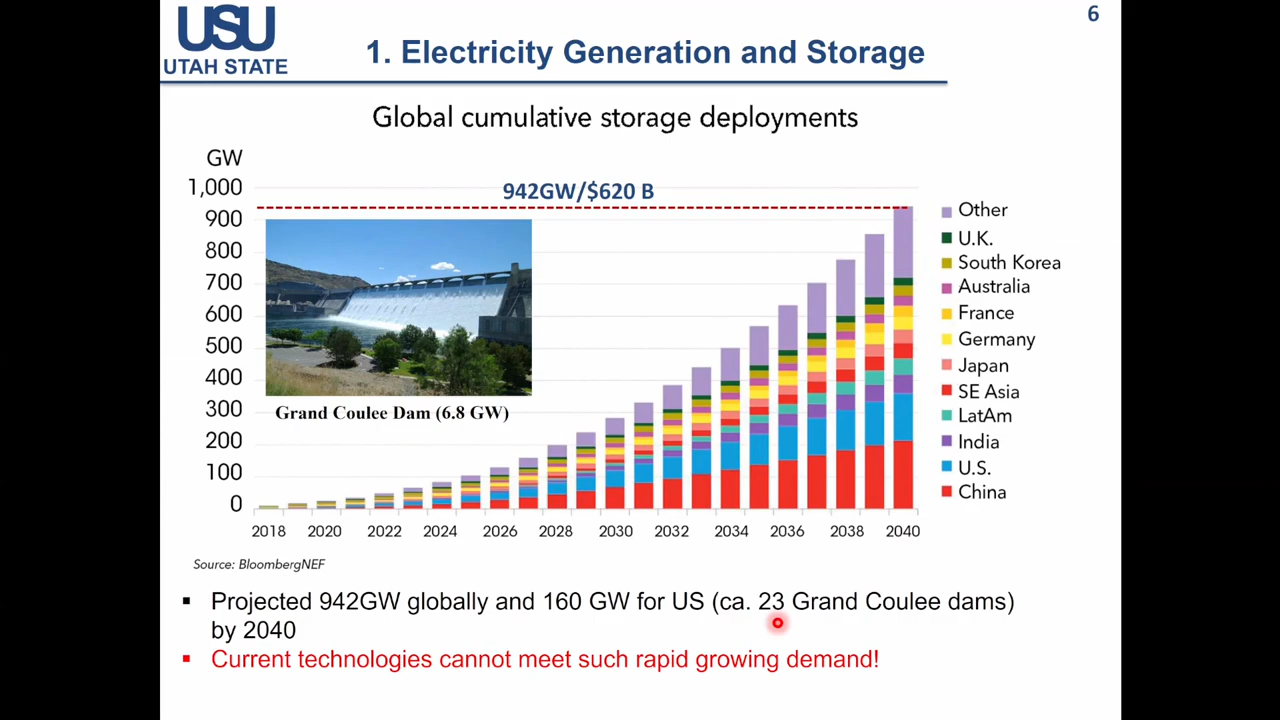 USU
UTAH STATE
6
1. Electricity Generation and Storage
Global cumulative storage deployments
GW
942GW/$620 B
1,000
900
800
700
600
500
400
300
200
100
0
Grand Coulee Dam (6.8 GW)
2018 2020 2022 2024 2026 2028 2030 2032 2034 2036 2038 2040
Other
U.K.
South Korea
Australia
France
Germany
Japan
SE Asia
LatAm
India
U.S.
China
Source: BloombergNEF
▪ Projected 942GW globally and 160 GW for US (ca. 23 Grand Coulee dams)
by 2040
▪ Current technologies cannot meet such rapid growing demand!